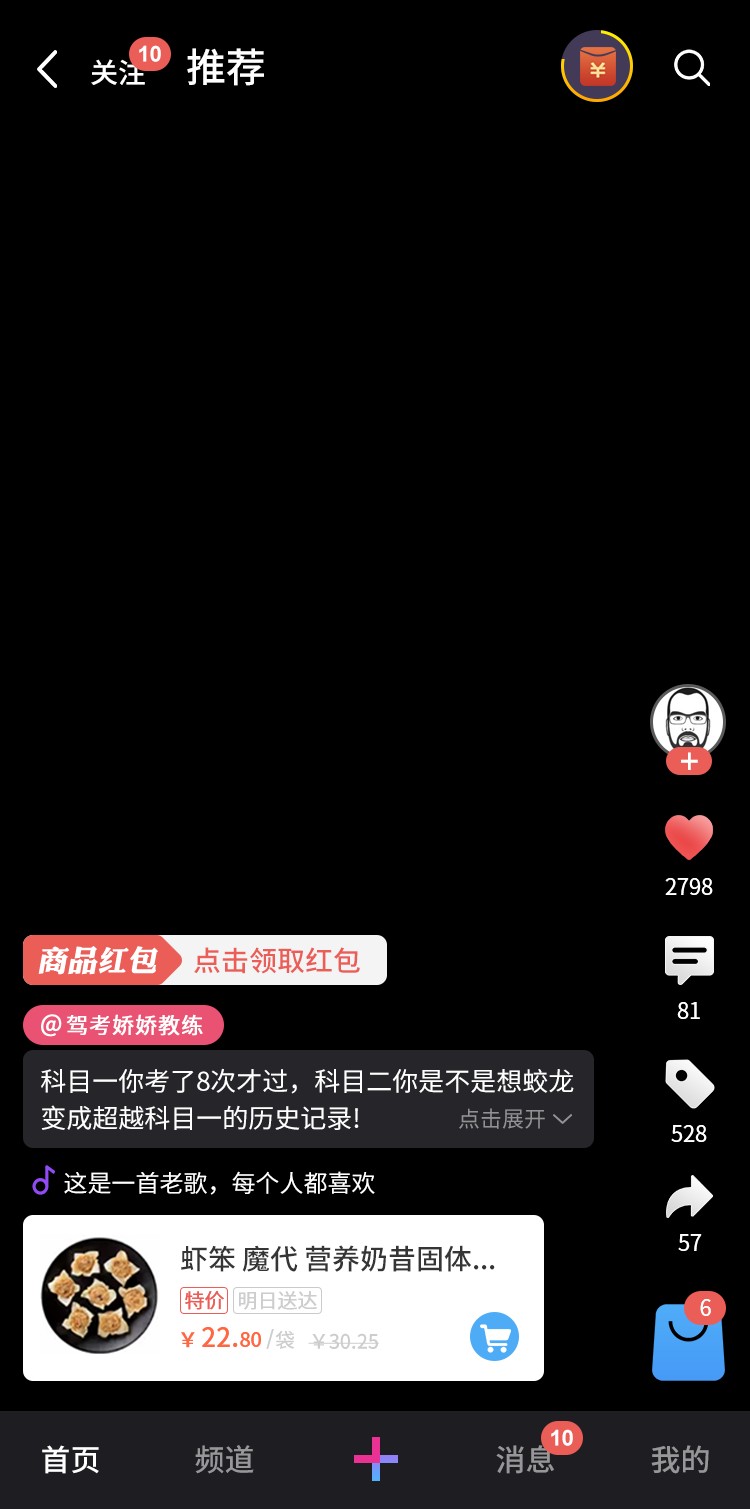 关注 10 推荐
¥
2798
商品红包 点击领取红包
81
@驾考娇娇教练
科目一你考了8次才过，科目二你是不是想蛟龙
变成超越科目一的历史记录! 点击展开
528
这是一首老歌，每个人都喜欢
57
虾笨 魔代 营养奶昔固体...
特价 明日送达
¥ 22.80 /袋 ¥30.25
6
首页 频道 消息 10 我的